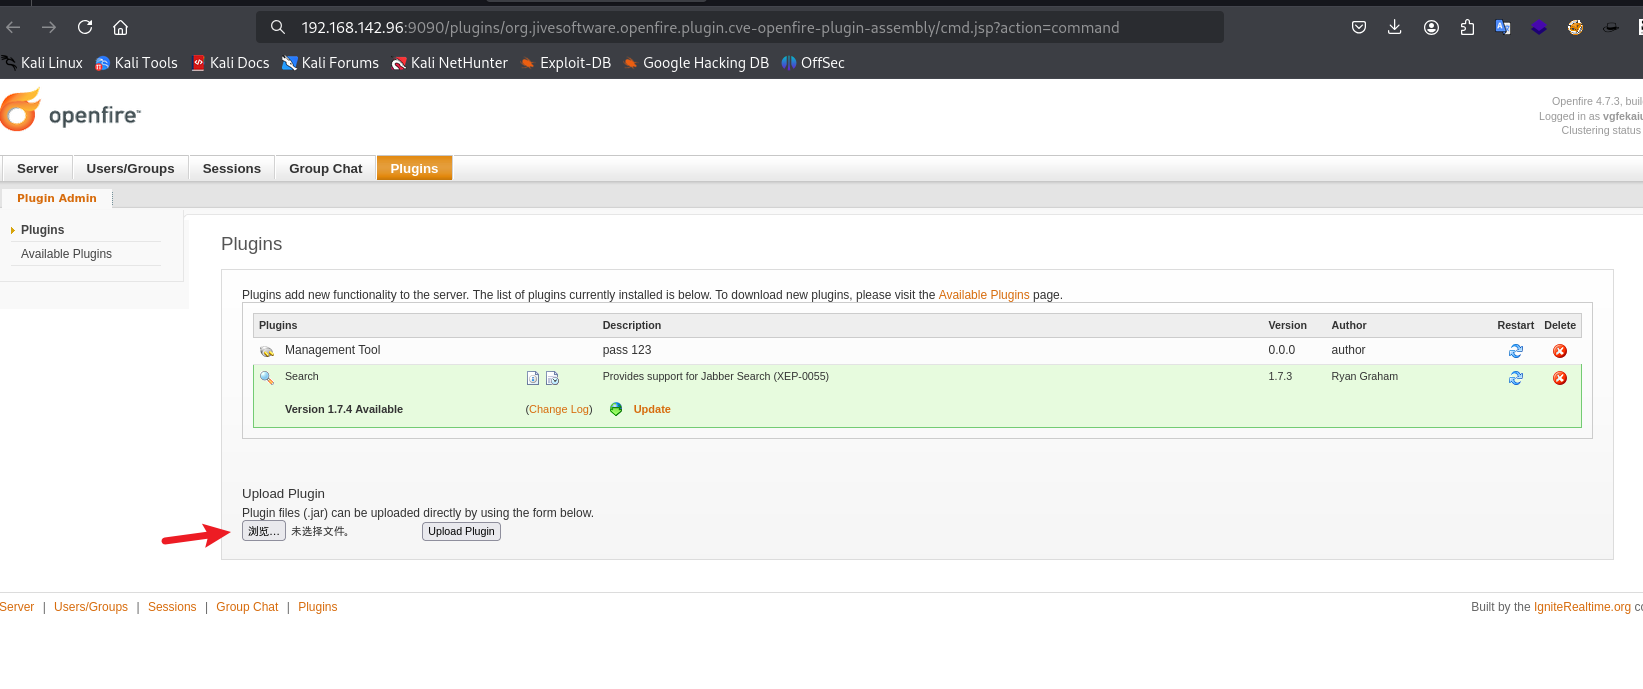 192.168.142.96:9090/plugins/org.jivesoftware.openfire.plugin.cve-openfire-plugin-assembly/cmd.jsp?action=command
Kali Linux Kali Tools Kali Docs Kali Forums Kali NetHunter Exploit-DB Google Hacking DB OffSec
openfire™
Openfire 4.7.3,
Logged in as
Clustering status
Server Users/Groups Sessions Group Chat Plugins
Plugin Admin
Plugins
Available Plugins
Plugins
Plugins add new functionality to the server. The list of plugins currently installed is below. To download new plugins, please visit the Available Plugins page.
Plugins Description Version Author Restart Delete
Management Tool pass 123 0.0.0 author
Search Provides support for Jabber Search (XEP-0055) 1.7.3 Ryan Graham
Version 1.7.4 Available (Change Log) Update
Upload Plugin
Plugin files (.jar) can be uploaded directly by using the form below.
浏览… 未选择文件。 Upload Plugin
Server | Users/Groups | Sessions | Group Chat | Plugins
Built by the IgniteRealtime.org